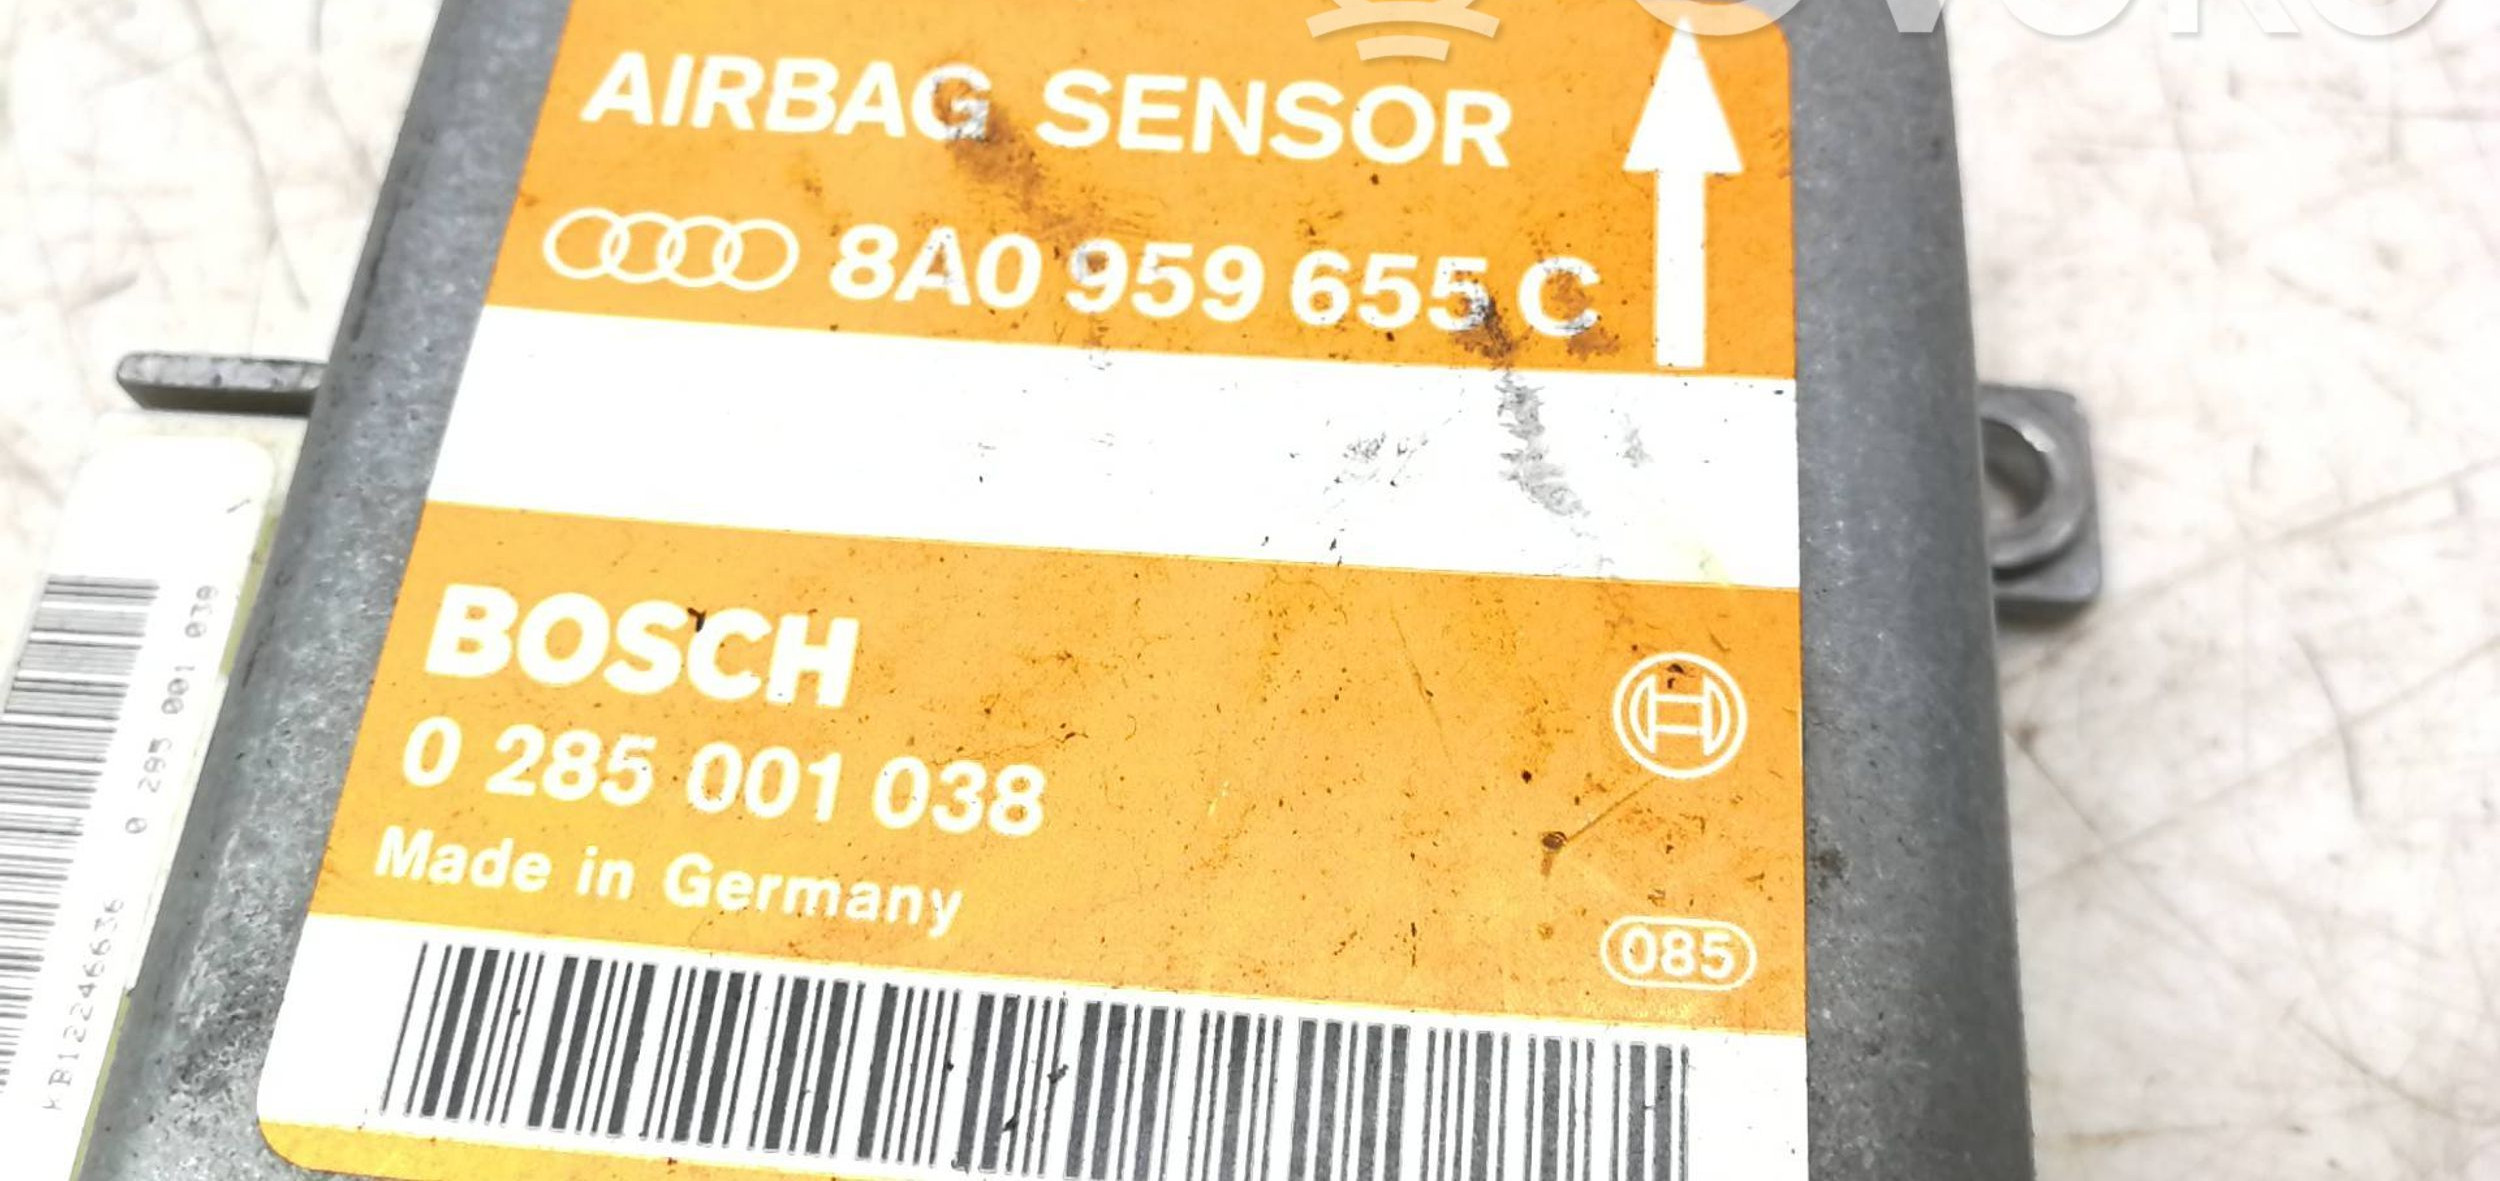 AIRBAG SENSOR
8A0 959 655 C
BOSCH
0 285 001 038
Made in Germany
085
0 285 001 038
KB12246636